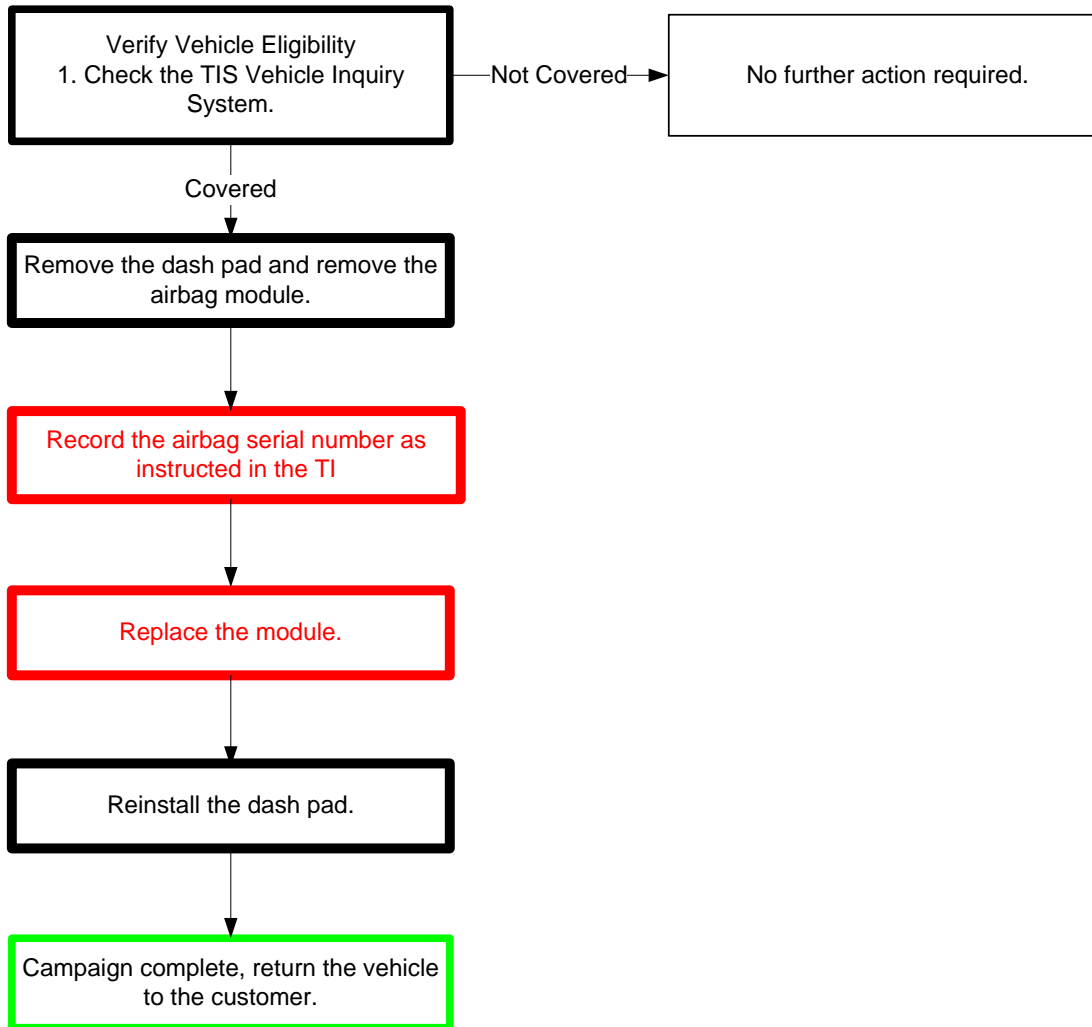 Verify Vehicle Eligibility
1. Check the TIS Vehicle Inquiry
System.
Not Covered
No further action required.
Covered
Remove the dash pad and remove the
airbag module.
Record the airbag serial number as
instructed in the TI
Replace the module.
Reinstall the dash pad.
Campaign complete, return the vehicle
to the customer.